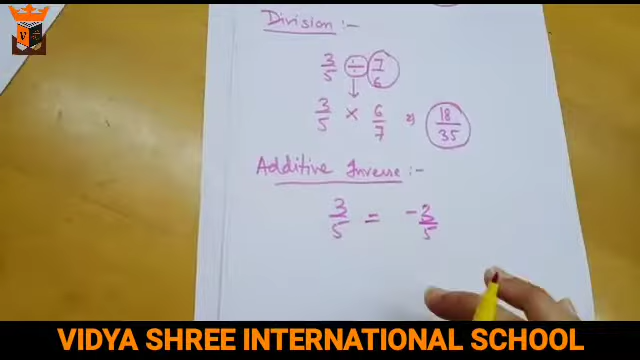 Division :-
3/5 ÷ 7/6
3/5 × 6/7 ⇒ 18/35
Additive Inverse :-
3/5 = -3/5
VIDYA SHREE INTERNATIONAL SCHOOL